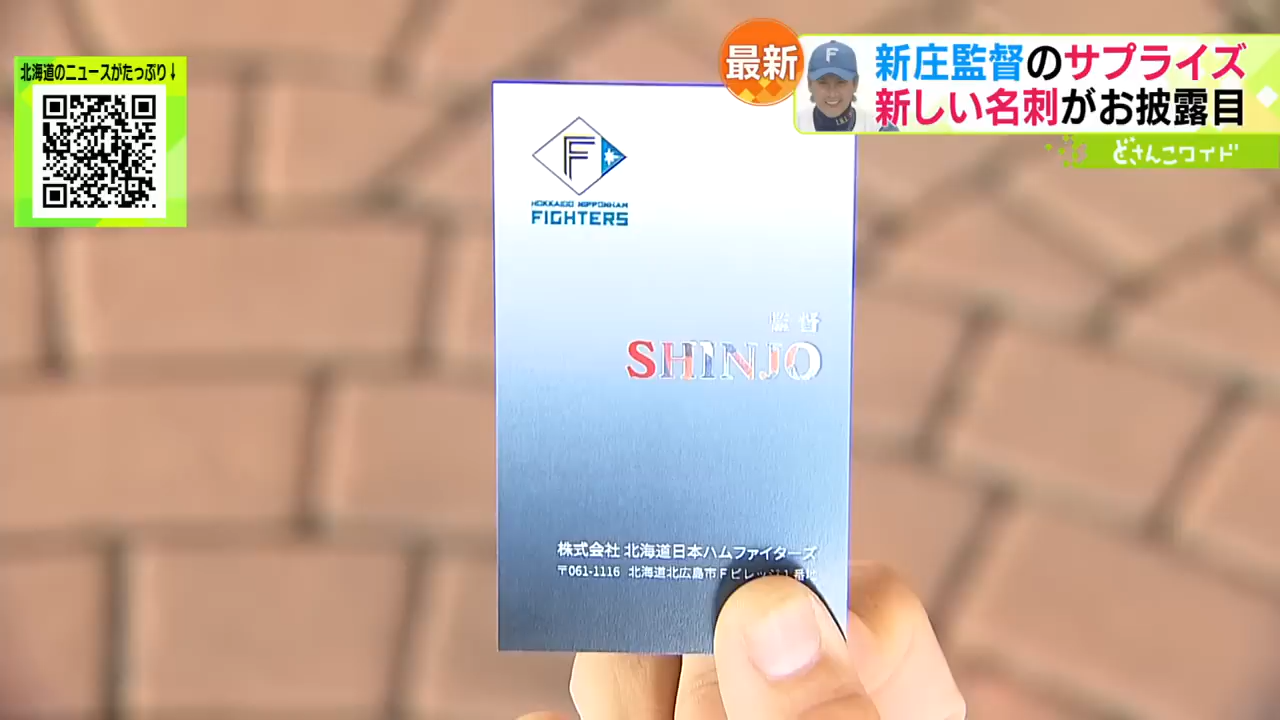 北海道のニュースがたっぷり↓
最新
新庄監督のサプライズ
新しい名刺がお披露目
どさんこワイド
F
F
HOKKAIDO NIPPONHAM
FIGHTERS
監督
SHINJO
株式会社 北海道日本ハムファイターズ
〒061-1116 北海道北広島市Fビレッジ1番地